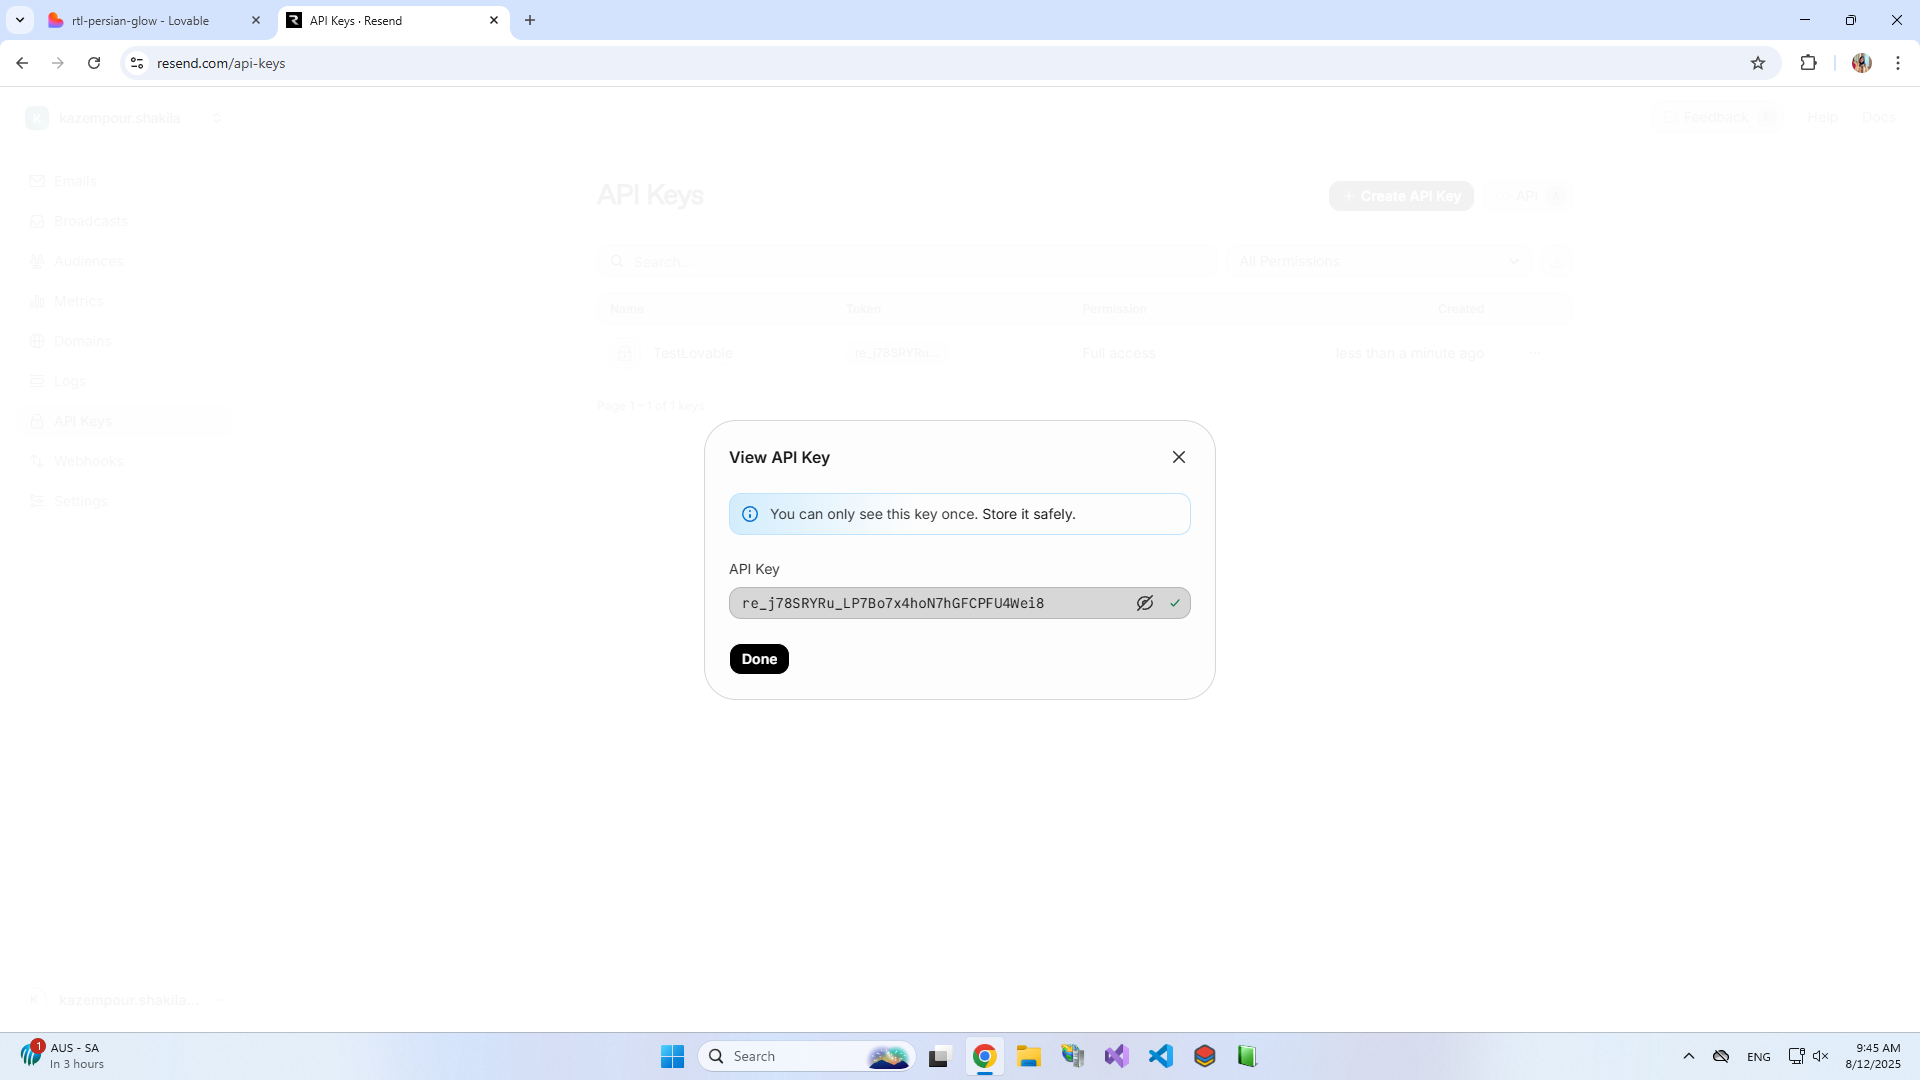 rtl-persian-glow - Lovable
API Keys · Resend
resend.com/api-keys
K kazempour.shakila
Feedback
Help
Docs
Emails
Broadcasts
Audiences
Metrics
Domains
Logs
API Keys
Webhooks
Settings
API Keys
+ Create API Key
API A
Search...
All Permissions
Name Token Permission Created
TestLovable re_j78SRYRu... Full access less than a minute ago
Page 1 – 1 of 1 keys
View API Key
You can only see this key once. Store it safely.
API Key
re_j78SRYRu_LP7Bo7x4hoN7hGFCPFU4Wei8
Done
K kazempour.shakila...
1
AUS - SA
In 3 hours
Search
ENG
9:45 AM
8/12/2025